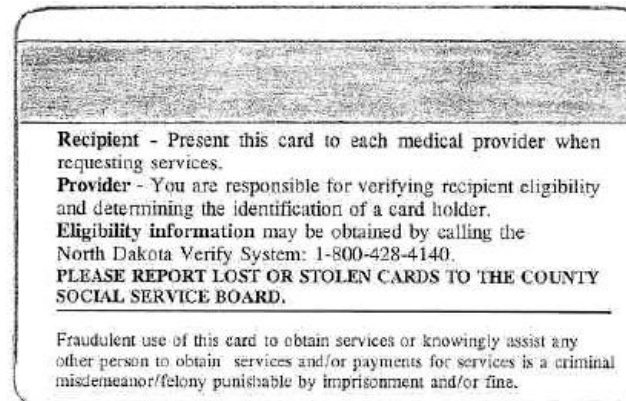 Recipient - Present this card to each medical provider when
requesting services.
Provider - You are responsible for verifying recipient eligibility
and determining the identification of a card holder.
Eligibility information may be obtained by calling the
North Dakota Verify System: 1-800-428-4140.
PLEASE REPORT LOST OR STOLEN CARDS TO THE COUNTY
SOCIAL SERVICE BOARD.
Fraudulent use of this card to obtain services or knowingly assist any
other person to obtain services and/or payments for services is a criminal
misdemeanor/felony punishable by imprisonment and/or fine.